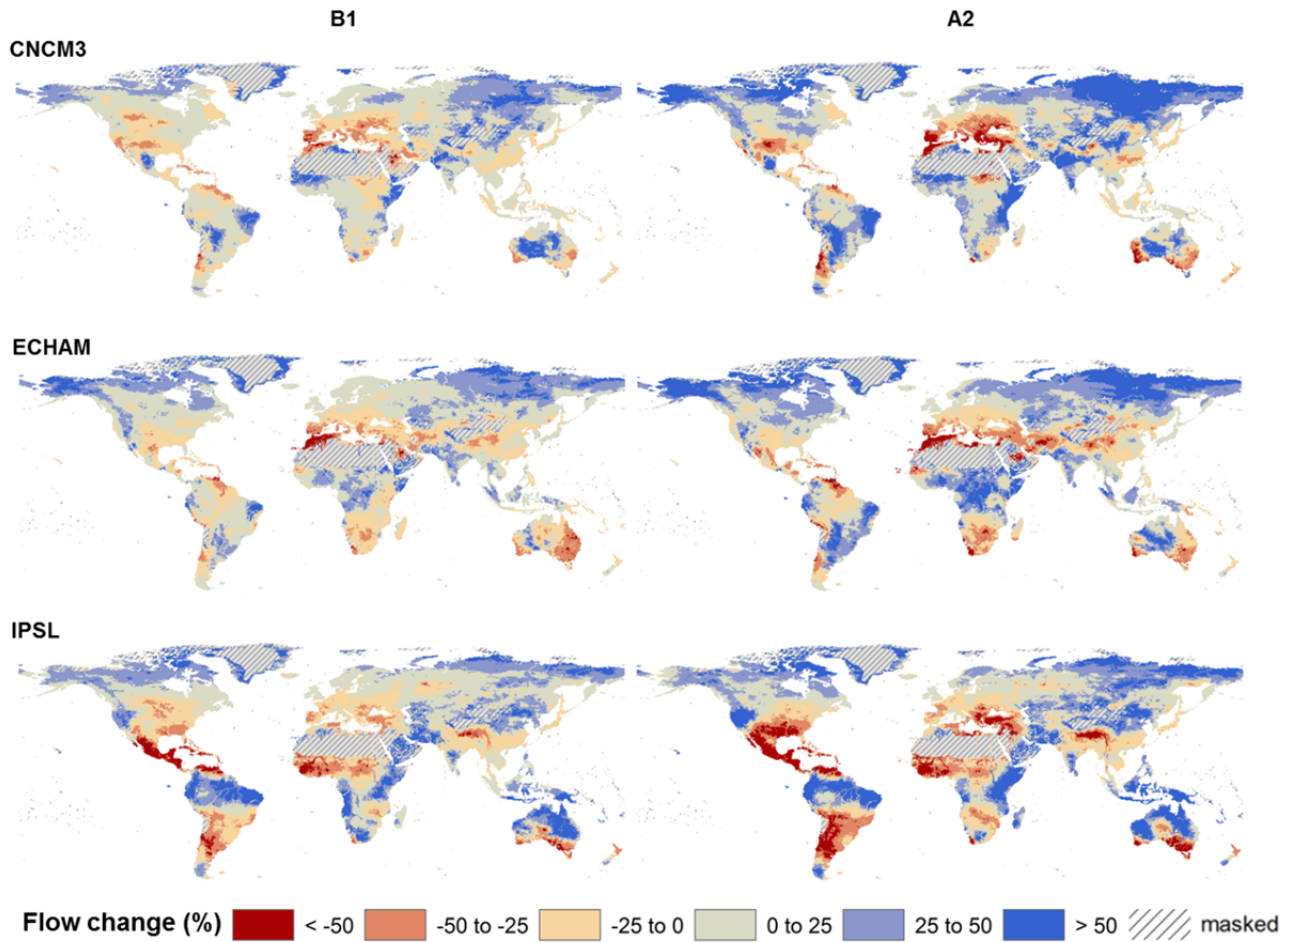 B1 A2
CNCM3
ECHAM
IPSL
Flow change (%) < -50 -50 to -25 -25 to 0 0 to 25 25 to 50 > 50 masked